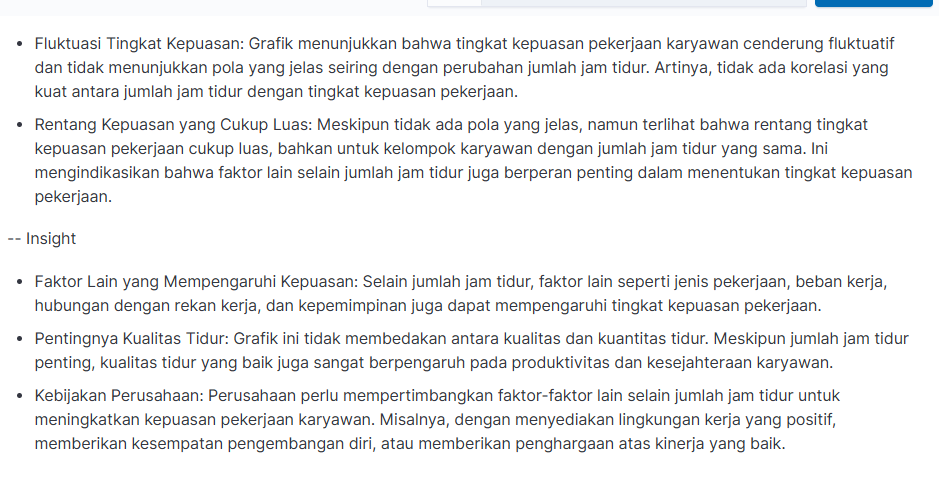 Fluktuasi Tingkat Kepuasan: Grafik menunjukkan bahwa tingkat kepuasan pekerjaan karyawan cenderung fluktuatif
dan tidak menunjukkan pola yang jelas seiring dengan perubahan jumlah jam tidur. Artinya, tidak ada korelasi yang
kuat antara jumlah jam tidur dengan tingkat kepuasan pekerjaan.
Rentang Kepuasan yang Cukup Luas: Meskipun tidak ada pola yang jelas, namun terlihat bahwa rentang tingkat
kepuasan pekerjaan cukup luas, bahkan untuk kelompok karyawan dengan jumlah jam tidur yang sama. Ini
mengindikasikan bahwa faktor lain selain jumlah jam tidur juga berperan penting dalam menentukan tingkat kepuasan
pekerjaan.
-- Insight
Faktor Lain yang Mempengaruhi Kepuasan: Selain jumlah jam tidur, faktor lain seperti jenis pekerjaan, beban kerja,
hubungan dengan rekan kerja, dan kepemimpinan juga dapat mempengaruhi tingkat kepuasan pekerjaan.
Pentingnya Kualitas Tidur: Grafik ini tidak membedakan antara kualitas dan kuantitas tidur. Meskipun jumlah jam tidur
penting, kualitas tidur yang baik juga sangat berpengaruh pada produktivitas dan kesejahteraan karyawan.
Kebijakan Perusahaan: Perusahaan perlu mempertimbangkan faktor-faktor lain selain jumlah jam tidur untuk
meningkatkan kepuasan pekerjaan karyawan. Misalnya, dengan menyediakan lingkungan kerja yang positif,
memberikan kesempatan pengembangan diri, atau memberikan penghargaan atas kinerja yang baik.